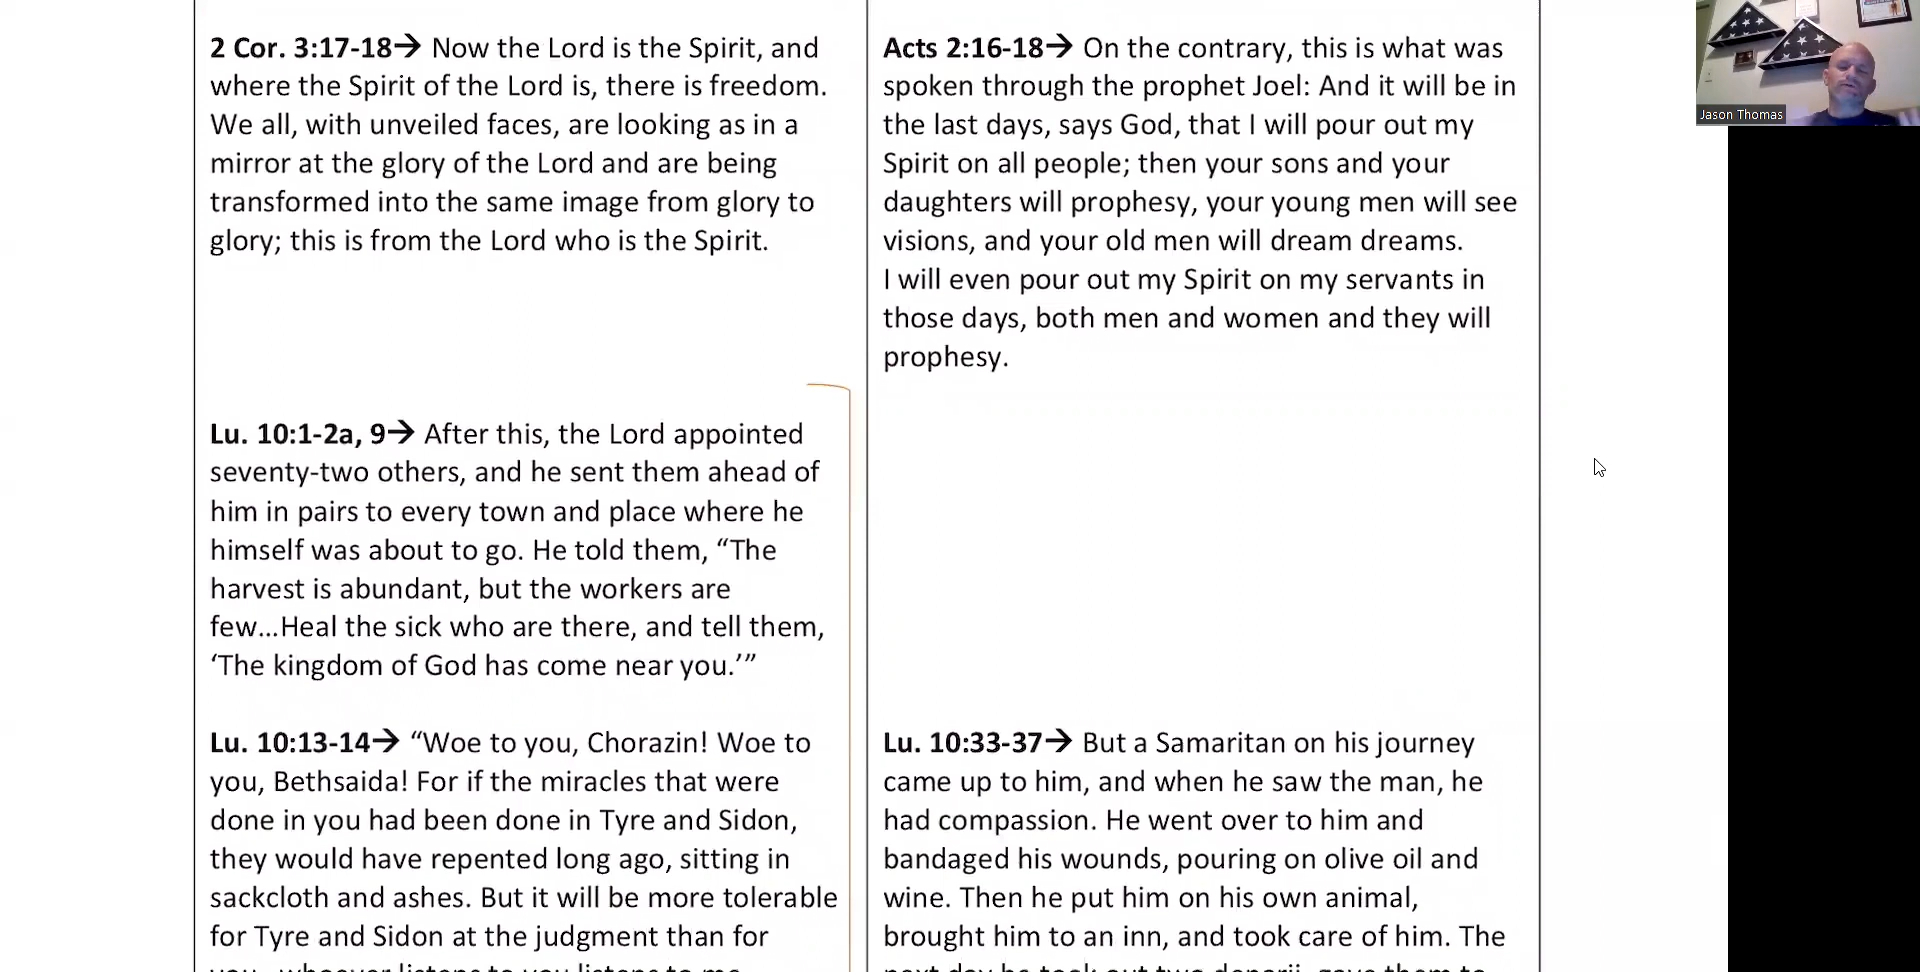 2 Cor. 3:17-18→ Now the Lord is the Spirit, and
where the Spirit of the Lord is, there is freedom.
We all, with unveiled faces, are looking as in a
mirror at the glory of the Lord and are being
transformed into the same image from glory to
glory; this is from the Lord who is the Spirit.
Lu. 10:1-2a, 9→ After this, the Lord appointed
seventy-two others, and he sent them ahead of
him in pairs to every town and place where he
himself was about to go. He told them, “The
harvest is abundant, but the workers are
few…Heal the sick who are there, and tell them,
‘The kingdom of God has come near you.’”
Lu. 10:13-14→ “Woe to you, Chorazin! Woe to
you, Bethsaida! For if the miracles that were
done in you had been done in Tyre and Sidon,
they would have repented long ago, sitting in
sackcloth and ashes. But it will be more tolerable
for Tyre and Sidon at the judgment than for
Acts 2:16-18→ On the contrary, this is what was
spoken through the prophet Joel: And it will be in
the last days, says God, that I will pour out my
Spirit on all people; then your sons and your
daughters will prophesy, your young men will see
visions, and your old men will dream dreams.
I will even pour out my Spirit on my servants in
those days, both men and women and they will
prophesy.
Lu. 10:33-37→ But a Samaritan on his journey
came up to him, and when he saw the man, he
had compassion. He went over to him and
bandaged his wounds, pouring on olive oil and
wine. Then he put him on his own animal,
brought him to an inn, and took care of him. The
Jason Thomas